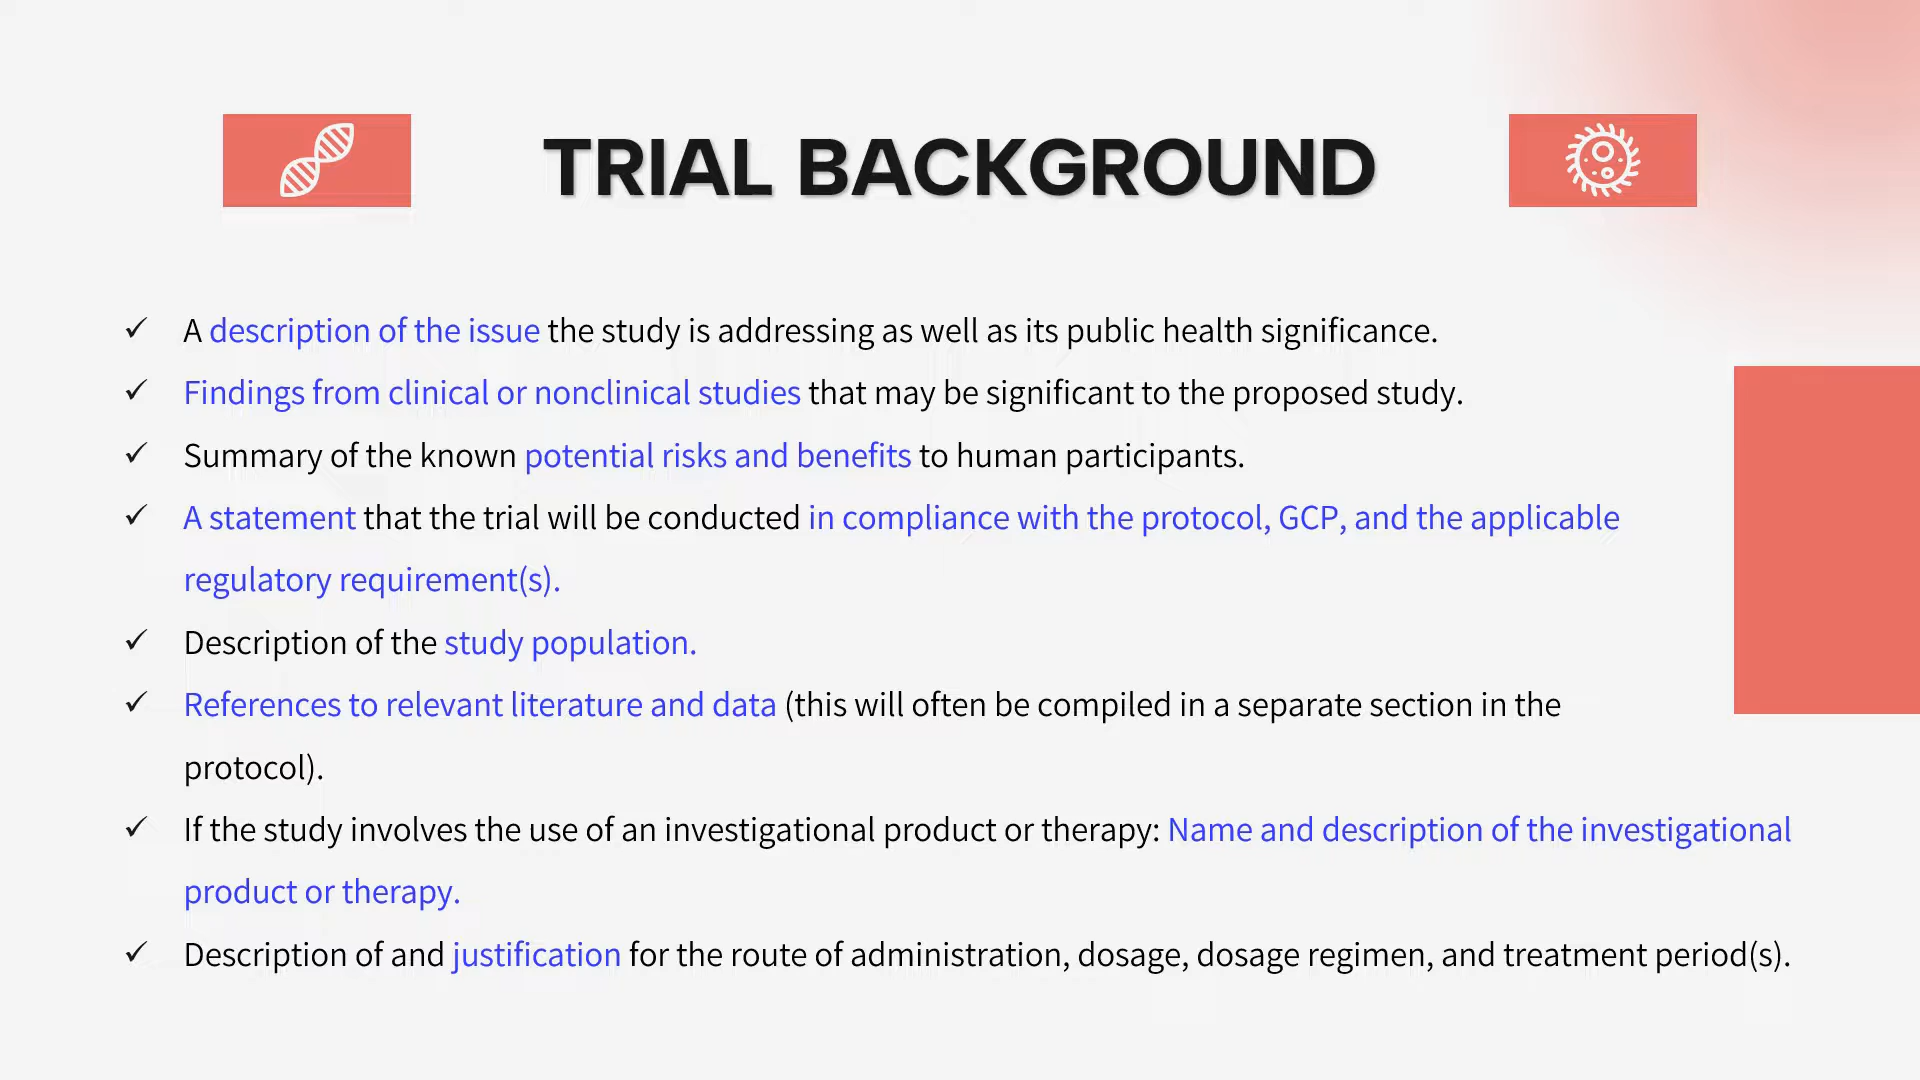 TRIAL BACKGROUND
✓ A description of the issue the study is addressing as well as its public health significance.
✓ Findings from clinical or nonclinical studies that may be significant to the proposed study.
✓ Summary of the known potential risks and benefits to human participants.
✓ A statement that the trial will be conducted in compliance with the protocol, GCP, and the applicable
regulatory requirement(s).
✓ Description of the study population.
✓ References to relevant literature and data (this will often be compiled in a separate section in the
protocol).
✓ If the study involves the use of an investigational product or therapy: Name and description of the investigational
product or therapy.
✓ Description of and justification for the route of administration, dosage, dosage regimen, and treatment period(s).